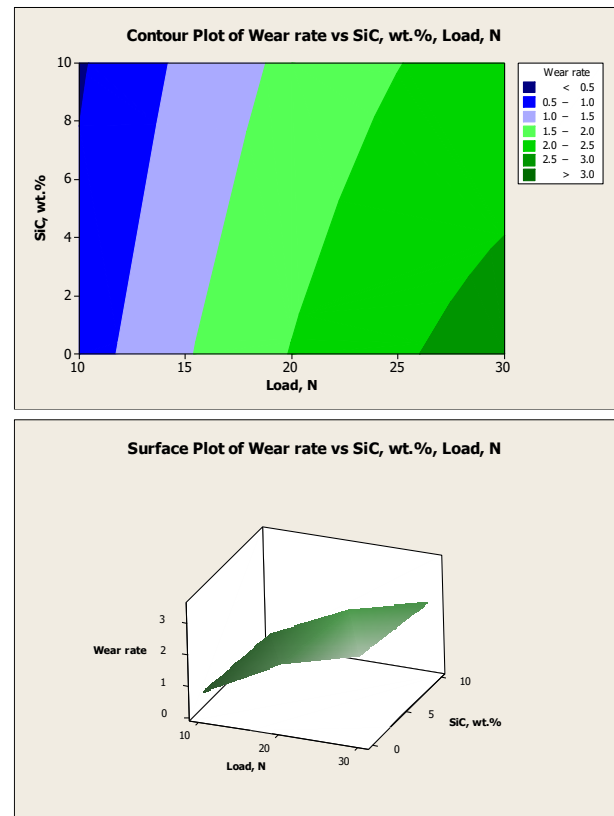 Contour Plot of Wear rate vs SiC, wt.%, Load, N
Wear rate
< 0.5
0.5 – 1.0
1.0 – 1.5
1.5 – 2.0
2.0 – 2.5
2.5 – 3.0
> 3.0
10
8
6
4
2
0
SiC, wt.%
10 15 20 25 30
Load, N
Surface Plot of Wear rate vs SiC, wt.%, Load, N
3
2
1
0
Wear rate
10 20 30
Load, N
0
5
10
SiC, wt.%